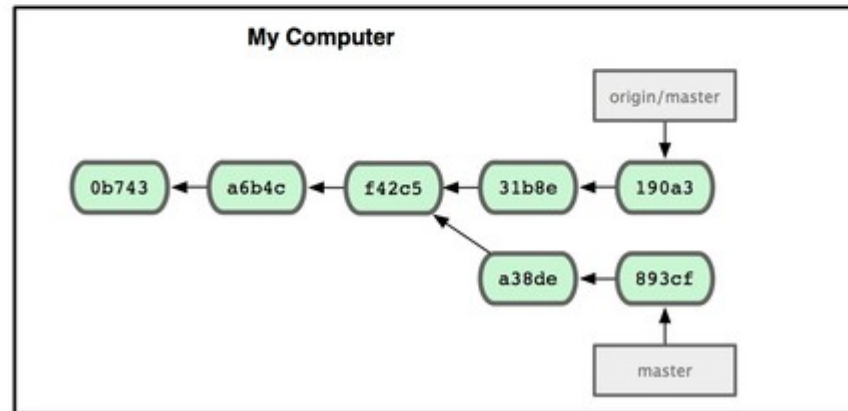 My Computer
origin/master
0b743 a6b4c f42c5 31b8e 190a3
a38de 893cf
master